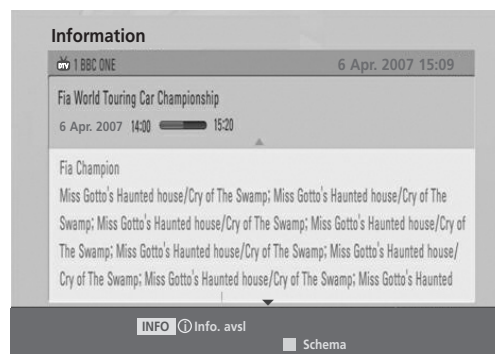 Information
DTV 1 BBC ONE 6 Apr. 2007 15:09
Fia World Touring Car Championship
6 Apr. 2007 14:00 15:20
Fia Champion
Miss Gotto's Haunted house/Cry of The Swamp; Miss Gotto's Haunted house/Cry of The
Swamp; Miss Gotto's Haunted house/Cry of The Swamp; Miss Gotto's Haunted house/Cry of
The Swamp; Miss Gotto's Haunted house/Cry of The Swamp; Miss Gotto's Haunted house/
Cry of The Swamp; Miss Gotto's Haunted house/Cry of The Swamp; Miss Gotto's Haunted
INFO ⓘ Info. avsl
Schema